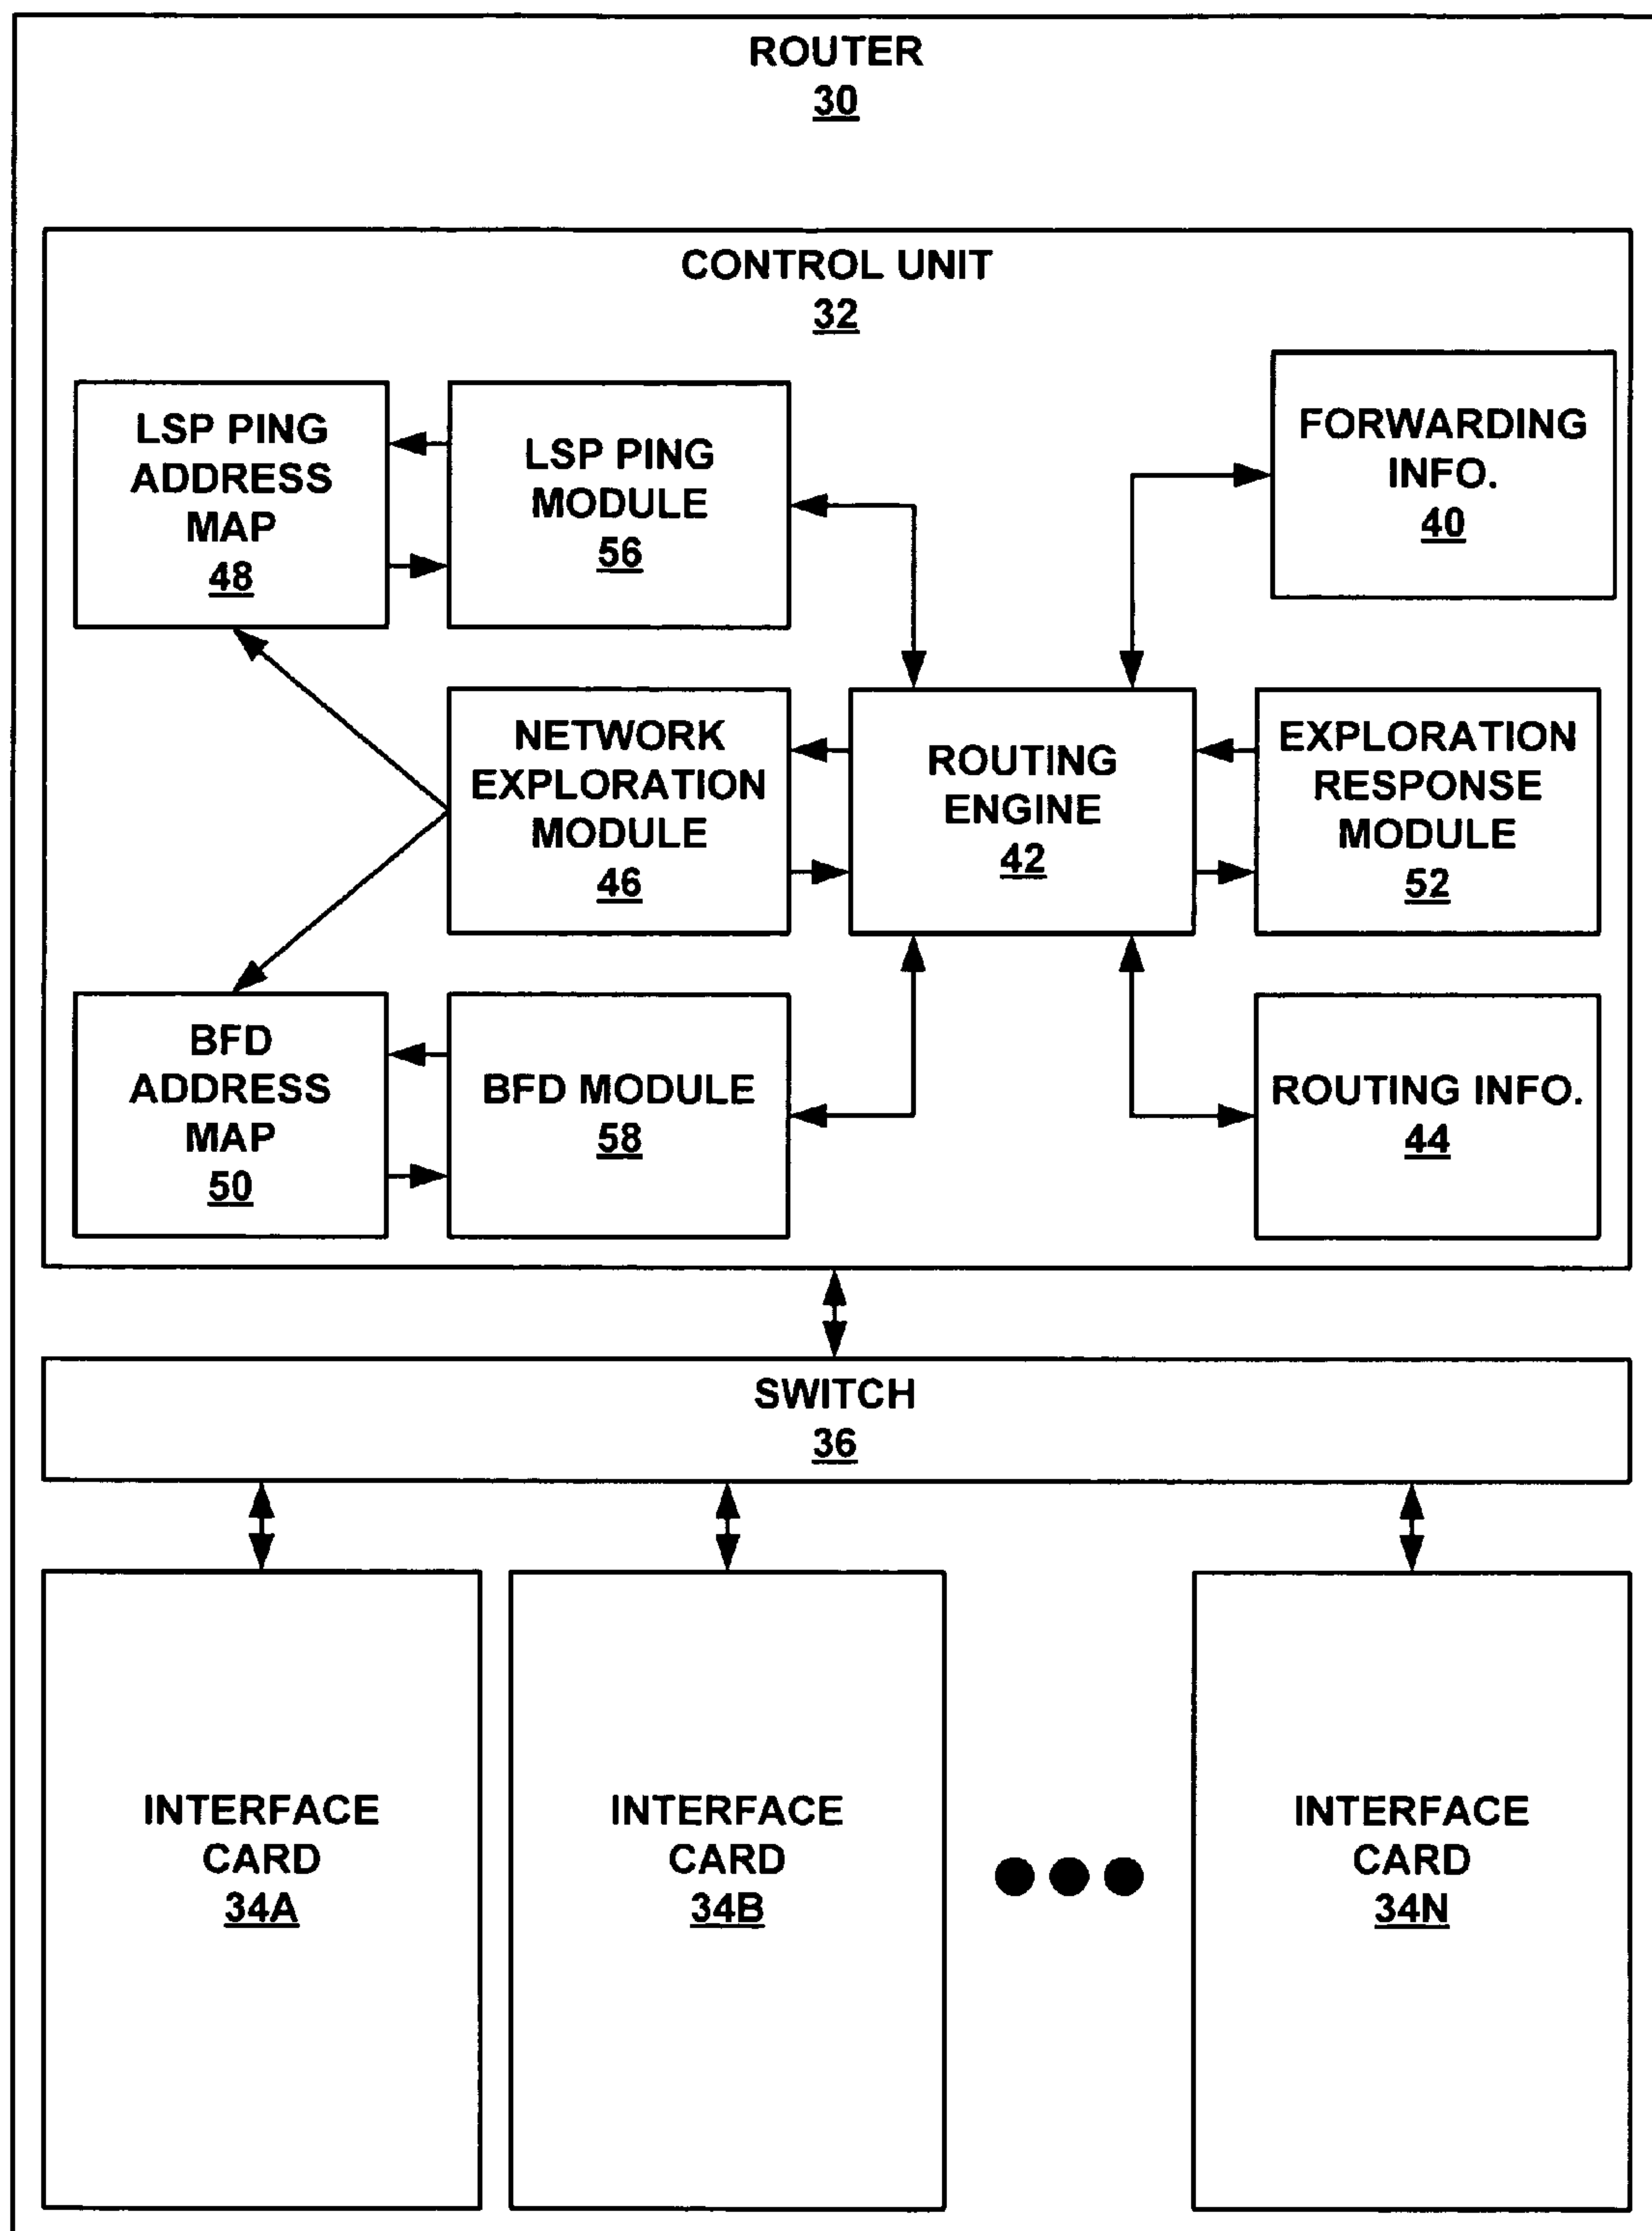 ROUTER
30
CONTROL UNIT
32
LSP PING
ADDRESS
MAP
48
LSP PING
MODULE
56
FORWARDING
INFO.
40
NETWORK
EXPLORATION
MODULE
46
ROUTING
ENGINE
42
EXPLORATION
RESPONSE
MODULE
52
BFD
ADDRESS
MAP
50
BFD MODULE
58
ROUTING INFO.
44
SWITCH
36
INTERFACE
CARD
34A
INTERFACE
CARD
34B
INTERFACE
CARD
34N